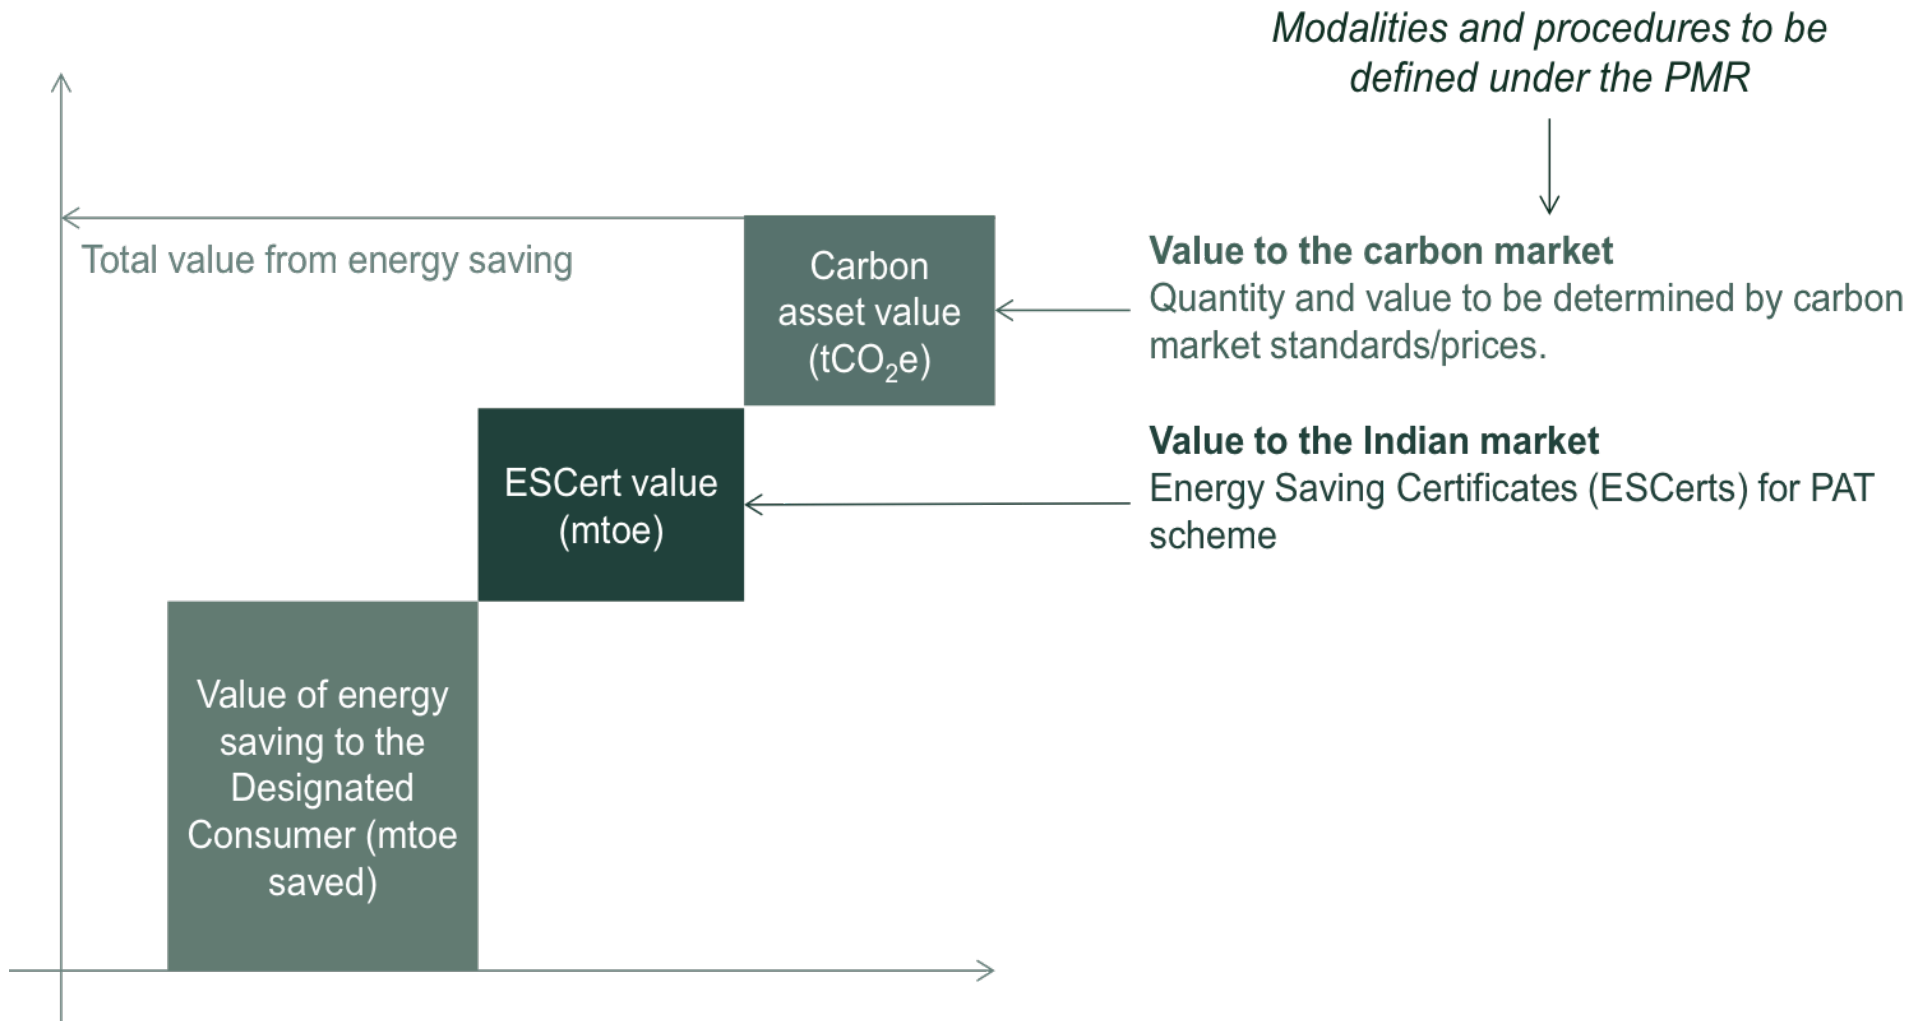 Modalities and procedures to be
defined under the PMR
Total value from energy saving
Carbon
asset value
(tCO₂e)
Value to the carbon market
Quantity and value to be determined by carbon
market standards/prices.
ESCert value
(mtoe)
Value to the Indian market
Energy Saving Certificates (ESCerts) for PAT
scheme
Value of energy
saving to the
Designated
Consumer (mtoe
saved)